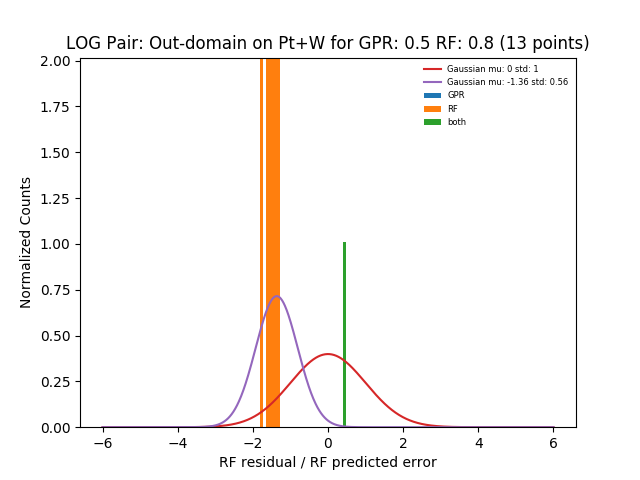 LOG Pair: Out-domain on Pt+W for GPR: 0.5 RF: 0.8 (13 points)
Gaussian mu: 0 std: 1
Gaussian mu: -1.36 std: 0.56
GPR
RF
both
Normalized Counts
2.00
1.75
1.50
1.25
1.00
0.75
0.50
0.25
0.00
−6 −4 −2 0 2 4 6
RF residual / RF predicted error